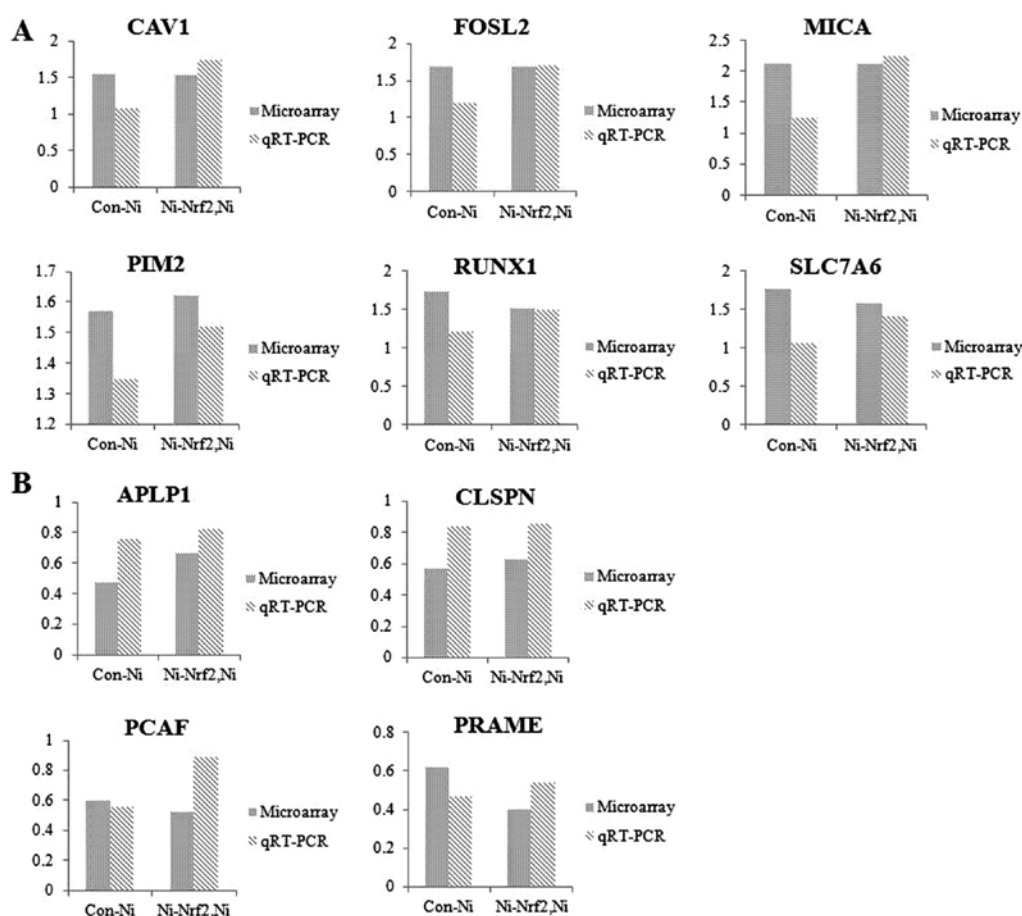 A
CAV1
2
1.5
1
0.5
0
Con-Ni
Ni-Nrf2,Ni
Microarray
qRT-PCR
FOSL2
2
1.5
1
0.5
0
Con-Ni
Ni-Nrf2,Ni
Microarray
qRT-PCR
MICA
2.5
2
1.5
1
0.5
0
Con-Ni
Ni-Nrf2,Ni
Microarray
qRT-PCR
PIM2
1.7
1.6
1.5
1.4
1.3
1.2
Con-Ni
Ni-Nrf2,Ni
Microarray
qRT-PCR
RUNX1
2
1.5
1
0.5
0
Con-Ni
Ni-Nrf2,Ni
Microarray
qRT-PCR
SLC7A6
2
1.5
1
0.5
0
Con-Ni
Ni-Nrf2,Ni
Microarray
qRT-PCR
B
APLP1
1
0.8
0.6
0.4
0.2
0
Con-Ni
Ni-Nrf2,Ni
Microarray
qRT-PCR
CLSPN
1
0.8
0.6
0.4
0.2
0
Con-Ni
Ni-Nrf2,Ni
Microarray
qRT-PCR
PCAF
1
0.8
0.6
0.4
0.2
0
Con-Ni
Ni-Nrf2,Ni
Microarray
qRT-PCR
PRAME
0.8
0.6
0.4
0.2
0
Con-Ni
Ni-Nrf2,Ni
Microarray
qRT-PCR